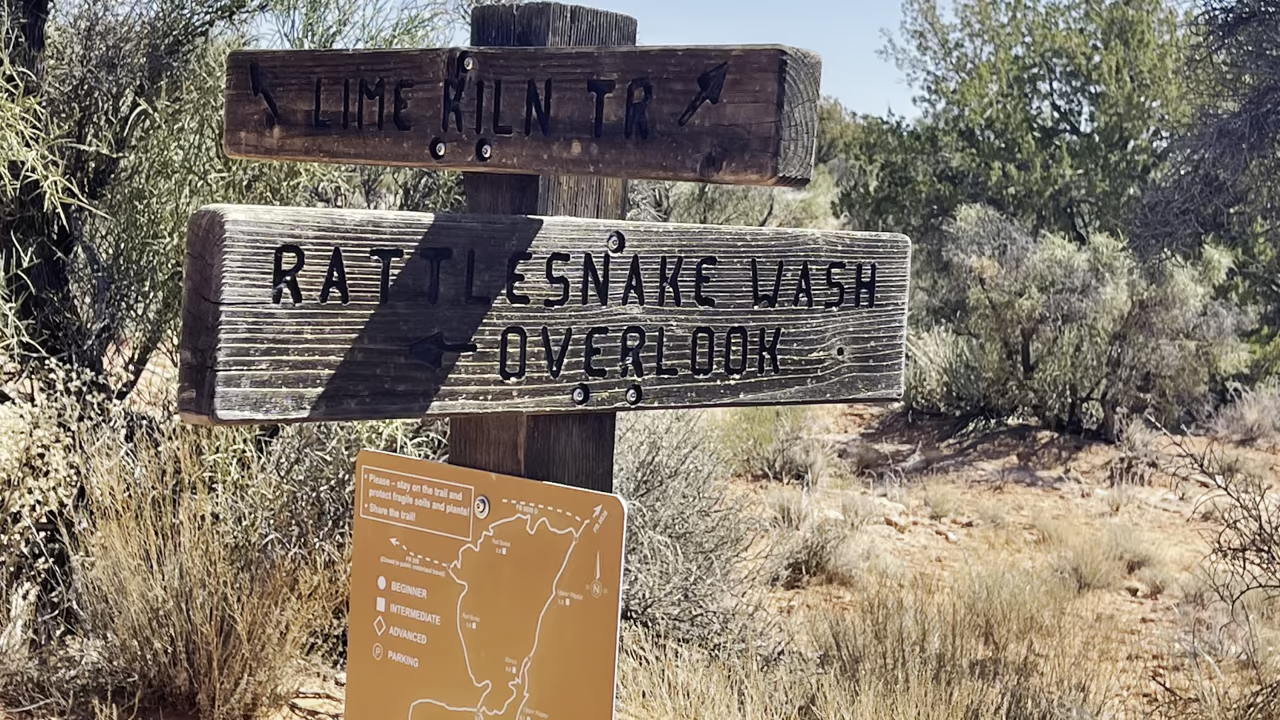 LIME KILN TR
RATTLESNAKE WASH
OVERLOOK
• Please – stay on the trail and
protect fragile soils and plants!
• Share the trail!
BEGINNER
INTERMEDIATE
ADVANCED
P PARKING
N